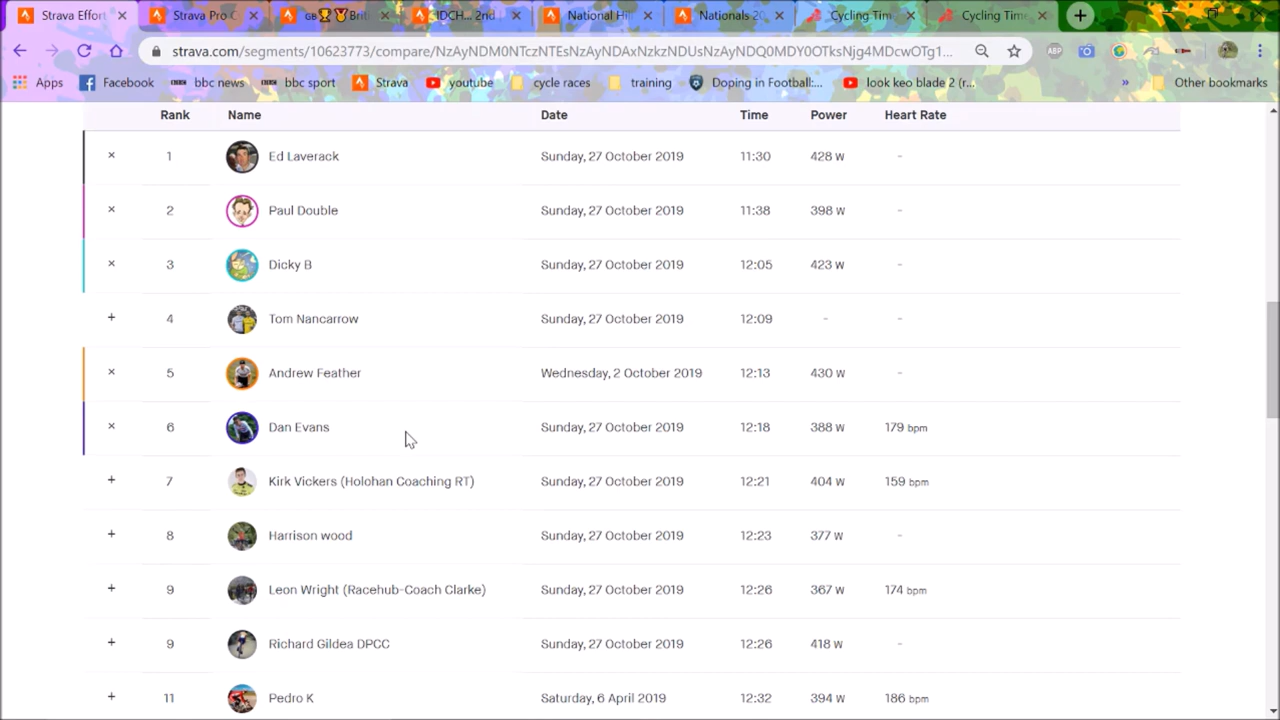 Strava Effort
Strava Pro C
GB Brit
IDCH... 2nd
National Hil
Nationals 20
Cycling Tim
Cycling Time
strava.com/segments/10623773/compare/NzAyNDM0NTczNTEsNzAyNDAxNzkzNDUsNzAyNDQ0MDY0OTksNjg4MDcwOTg1...
ABP
Apps Facebook BBC bbc news BBC bbc sport Strava youtube cycle races training Doping in Football:... look keo blade 2 (r... » Other bookmarks
Rank Name Date Time Power Heart Rate
× 1 Ed Laverack Sunday, 27 October 2019 11:30 428 W -
× 2 Paul Double Sunday, 27 October 2019 11:38 398 W -
× 3 Dicky B Sunday, 27 October 2019 12:05 423 W -
+ 4 Tom Nancarrow Sunday, 27 October 2019 12:09 - -
× 5 Andrew Feather Wednesday, 2 October 2019 12:13 430 W -
× 6 Dan Evans Sunday, 27 October 2019 12:18 388 W 179 bpm
+ 7 Kirk Vickers (Holohan Coaching RT) Sunday, 27 October 2019 12:21 404 W 159 bpm
+ 8 Harrison wood Sunday, 27 October 2019 12:23 377 W -
+ 9 Leon Wright (Racehub-Coach Clarke) Sunday, 27 October 2019 12:26 367 W 174 bpm
+ 9 Richard Gildea DPCC Sunday, 27 October 2019 12:26 418 W -
+ 11 Pedro K Saturday, 6 April 2019 12:32 394 W 186 bpm